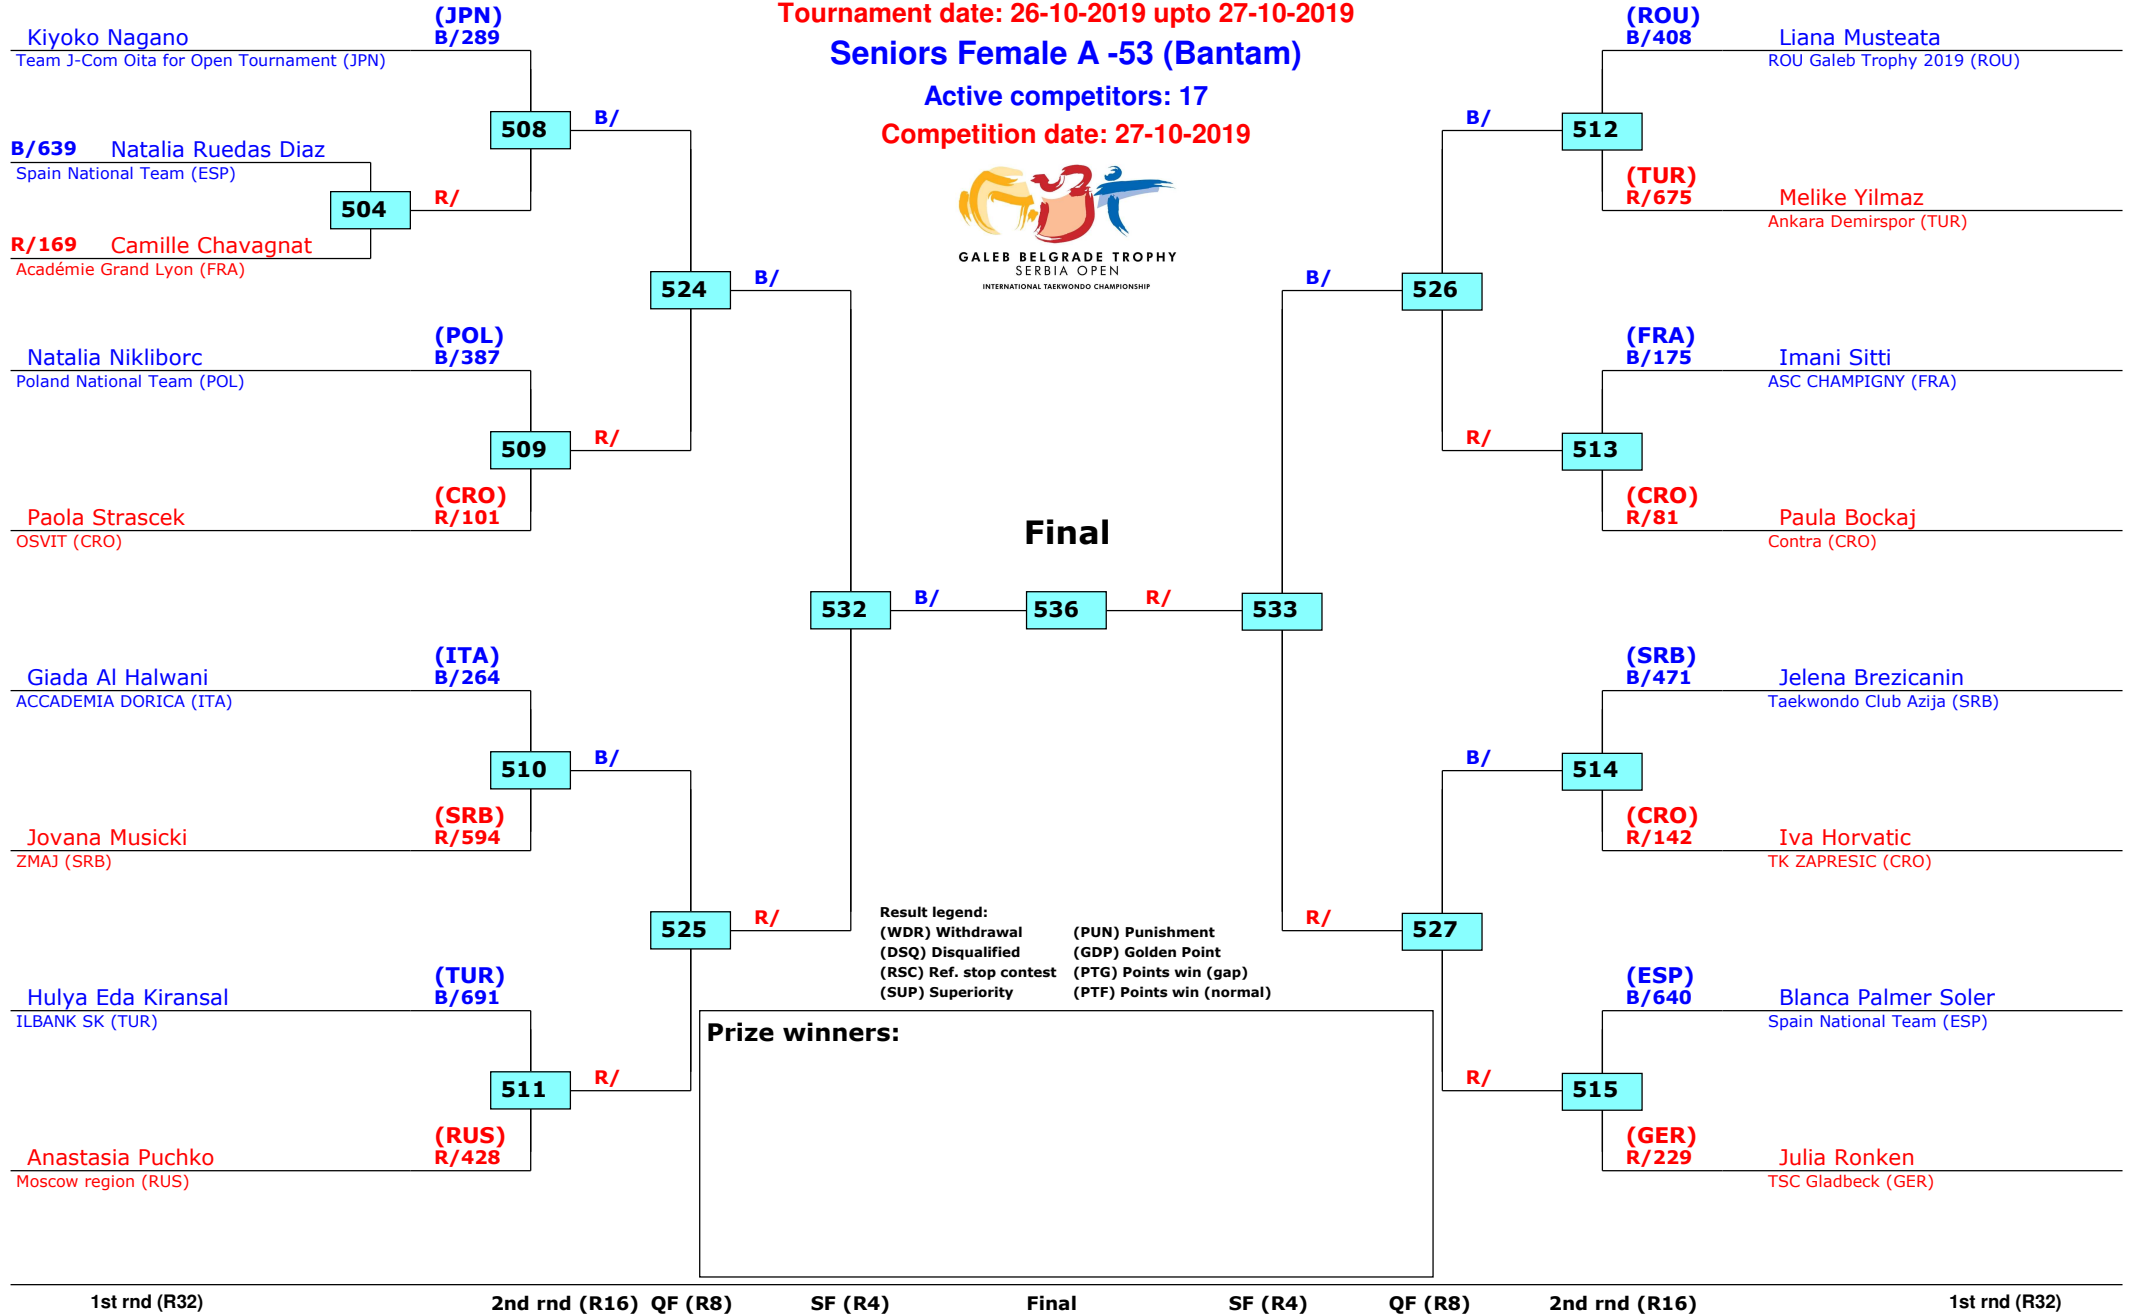 Tournament date: 26-10-2019 upto 27-10-2019
Seniors Female A -53 (Bantam)
Active competitors: 17
Competition date: 27-10-2019
GALEB BELGRADE TROPHY
SERBIA OPEN
INTERNATIONAL TAEKWONDO CHAMPIONSHIP
(JPN)
Kiyoko Nagano B/289
Team J-Com Oita for Open Tournament (JPN)
508 B/
B/639 Natalia Ruedas Diaz
Spain National Team (ESP)
504 R/
R/169 Camille Chavagnat
Académie Grand Lyon (FRA)
524 B/
(POL)
Natalia Nikliborc B/387
Poland National Team (POL)
509 R/
(CRO)
Paola Strascek R/101
OSVIT (CRO)
532 B/
(ITA)
Giada Al Halwani B/264
ACCADEMIA DORICA (ITA)
510 B/
(SRB)
Jovana Musicki R/594
ZMAJ (SRB)
525 R/
(TUR)
Hulya Eda Kiransal B/691
ILBANK SK (TUR)
511 R/
(RUS)
Anastasia Puchko R/428
Moscow region (RUS)
Final
536
(ROU)
B/408 Liana Musteata
ROU Galeb Trophy 2019 (ROU)
B/ 512
(TUR)
R/675 Melike Yilmaz
Ankara Demirspor (TUR)
B/ 526
(FRA)
B/175 Imani Sitti
ASC CHAMPIGNY (FRA)
R/ 513
(CRO)
R/81 Paula Bockaj
Contra (CRO)
R/ 533
(SRB)
B/471 Jelena Brezicanin
Taekwondo Club Azija (SRB)
B/ 514
(CRO)
R/142 Iva Horvatic
TK ZAPRESIC (CRO)
R/ 527
(ESP)
B/640 Blanca Palmer Soler
Spain National Team (ESP)
R/ 515
(GER)
R/229 Julia Ronken
TSC Gladbeck (GER)
Result legend:
(WDR) Withdrawal (PUN) Punishment
(DSQ) Disqualified (GDP) Golden Point
(RSC) Ref. stop contest (PTG) Points win (gap)
(SUP) Superiority (PTF) Points win (normal)
Prize winners:
1st rnd (R32) 2nd rnd (R16) QF (R8) SF (R4) Final SF (R4) QF (R8) 2nd rnd (R16) 1st rnd (R32)